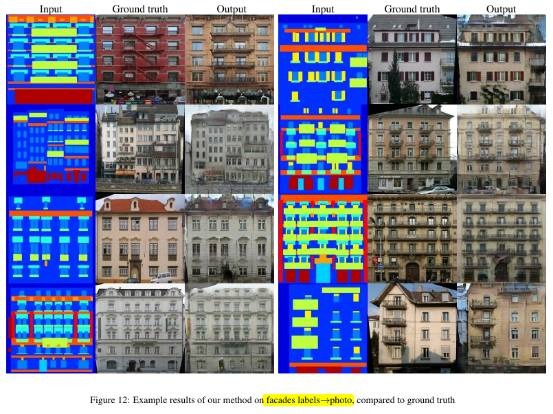 Input Ground truth Output Input Ground truth Output
Figure 12: Example results of our method on facades labels→photo, compared to ground truth